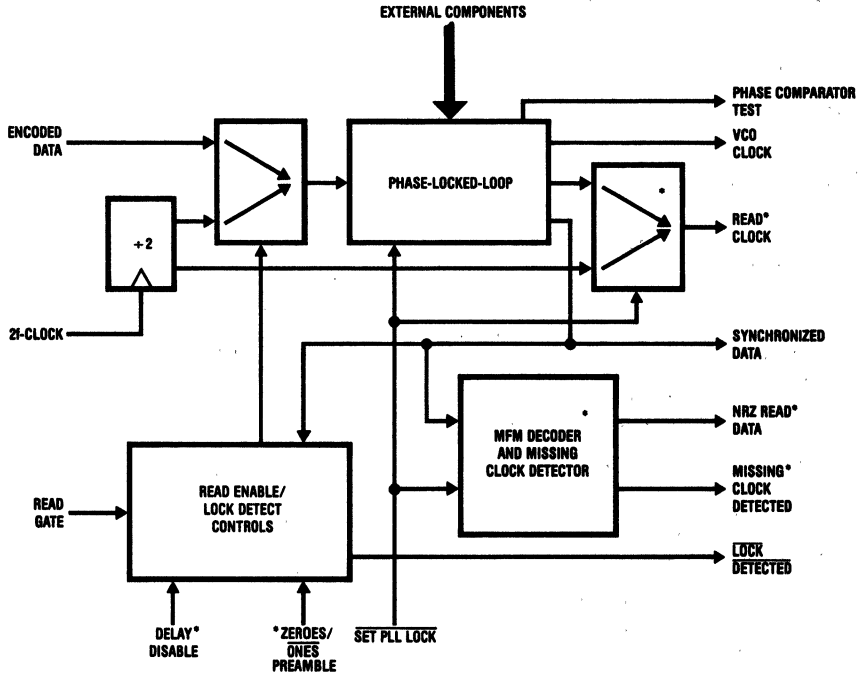 EXTERNAL COMPONENTS
PHASE COMPARATOR
TEST
ENCODED
DATA
VCO
CLOCK
PHASE-LOCKED-LOOP
*
READ*
CLOCK
÷2
2f-CLOCK
SYNCHRONIZED
DATA
*
NRZ READ*
DATA
MFM DECODER
AND MISSING
CLOCK DETECTOR
MISSING*
CLOCK
DETECTED
READ ENABLE/
LOCK DETECT
CONTROLS
READ
GATE
LOCK
DETECTED
DELAY*
DISABLE
*ZEROES/
ONES
PREAMBLE
SET PLL LOCK